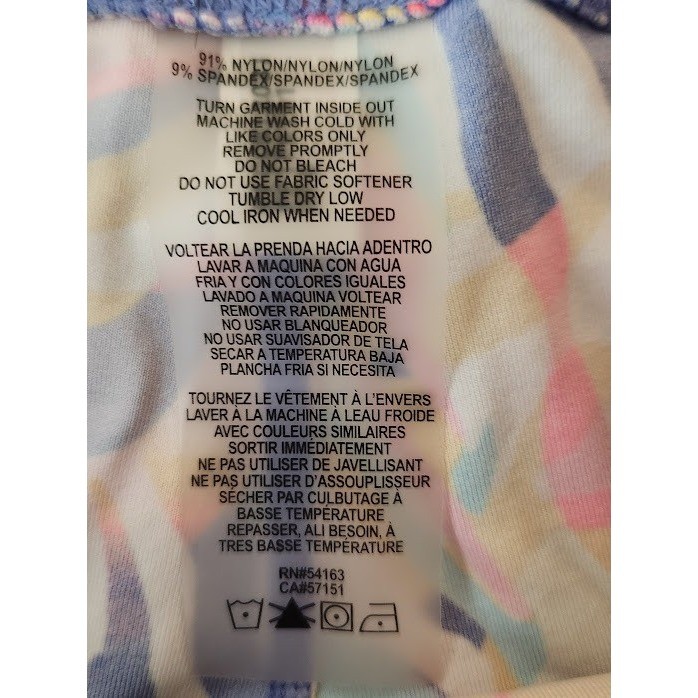 91% NYLON/NYLON/NYLON
9% SPANDEX/SPANDEX/SPANDEX
TURN GARMENT INSIDE OUT
MACHINE WASH COLD WITH
LIKE COLORS ONLY
REMOVE PROMPTLY
DO NOT BLEACH
DO NOT USE FABRIC SOFTENER
TUMBLE DRY LOW
COOL IRON WHEN NEEDED
VOLTEAR LA PRENDA HACIA ADENTRO
LAVAR A MAQUINA CON AGUA
FRIA Y CON COLORES IGUALES
LAVADO A MAQUINA VOLTEAR
REMOVER RAPIDAMENTE
NO USAR BLANQUEADOR
NO USAR SUAVISADOR DE TELA
SECAR A TEMPERATURA BAJA
PLANCHA FRIA SI NECESITA
TOURNEZ LE VÊTEMENT À L'ENVERS
LAVER À LA MACHINE À LEAU FROIDE
AVEC COULEURS SIMILAIRES
SORTIR IMMÉDIATEMENT
NE PAS UTILISER DE JAVELLISANT
NE PAS UTILISER D'ASSOUPLISSEUR
SÉCHER PAR CULBUTAGE À
BASSE TEMPÉRATURE
REPASSER, ALI BESOIN, À
TRES BASSE TEMPÉRATURE
RN#54163
CA#57151